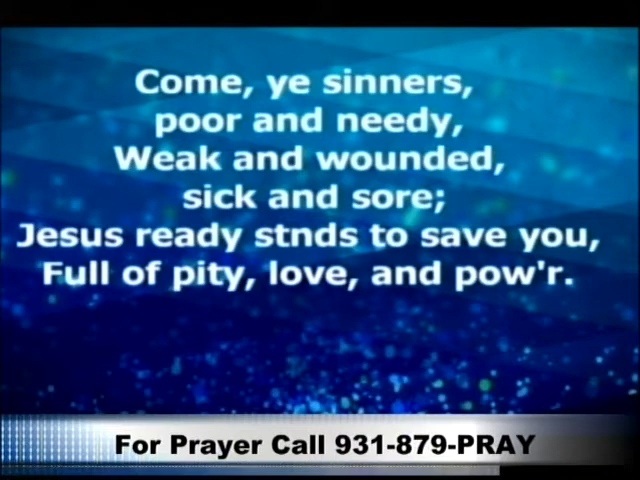 Come, ye sinners,
poor and needy,
Weak and wounded,
sick and sore;
Jesus ready stnds to save you,
Full of pity, love, and pow'r.
For Prayer Call 931-879-PRAY